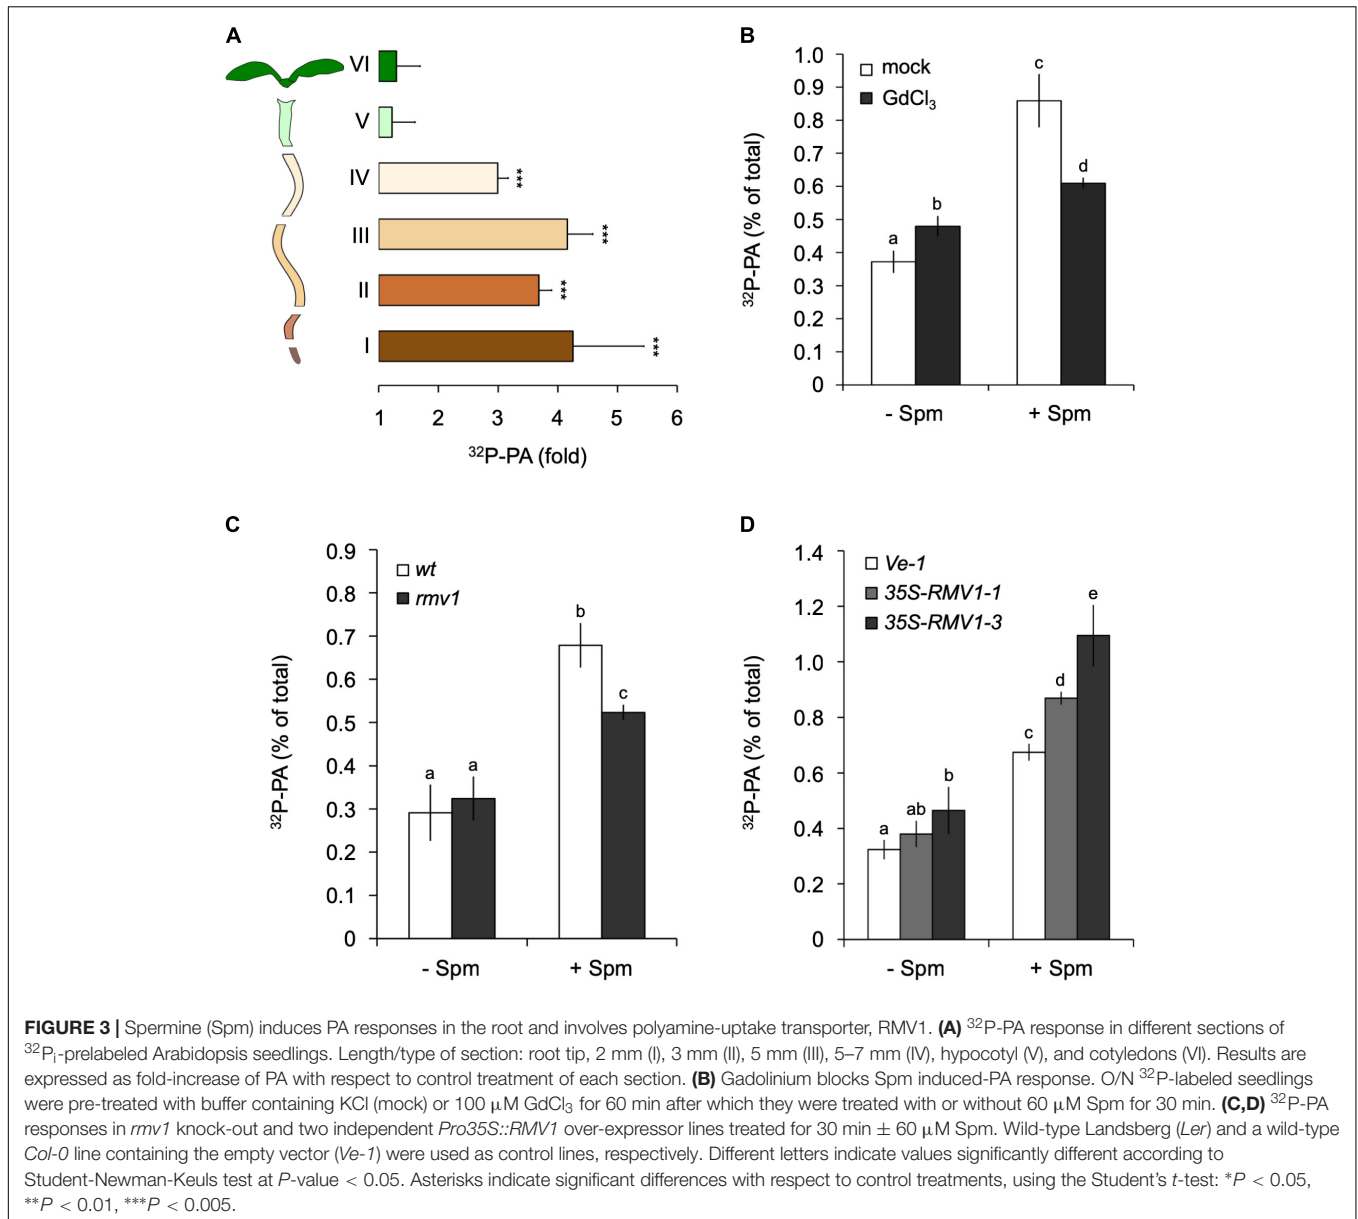 A
VI
V
IV
***
III
***
II
***
I
***
1 2 3 4 5 6
³²P-PA (fold)
B
mock
GdCl₃
³²P-PA (% of total)
1.0
0.9
0.8
0.7
0.6
0.5
0.4
0.3
0.2
0.1
0
a b c d
- Spm + Spm
C
wt
rmv1
³²P-PA (% of total)
0.9
0.8
0.7
0.6
0.5
0.4
0.3
0.2
0.1
0
a a b c
- Spm + Spm
D
Ve-1
35S-RMV1-1
35S-RMV1-3
³²P-PA (% of total)
1.4
1.2
1.0
0.8
0.6
0.4
0.2
0
a ab b c d e
- Spm + Spm
FIGURE 3 | Spermine (Spm) induces PA responses in the root and involves polyamine-uptake transporter, RMV1. (A) ³²P-PA response in different sections of
³²Pᵢ-prelabeled Arabidopsis seedlings. Length/type of section: root tip, 2 mm (I), 3 mm (II), 5 mm (III), 5–7 mm (IV), hypocotyl (V), and cotyledons (VI). Results are
expressed as fold-increase of PA with respect to control treatment of each section. (B) Gadolinium blocks Spm induced-PA response. O/N ³²P-labeled seedlings
were pre-treated with buffer containing KCl (mock) or 100 μM GdCl₃ for 60 min after which they were treated with or without 60 μM Spm for 30 min. (C,D) ³²P-PA
responses in rmv1 knock-out and two independent Pro35S::RMV1 over-expressor lines treated for 30 min ± 60 μM Spm. Wild-type Landsberg (Ler) and a wild-type
Col-0 line containing the empty vector (Ve-1) were used as control lines, respectively. Different letters indicate values significantly different according to
Student-Newman-Keuls test at P-value < 0.05. Asterisks indicate significant differences with respect to control treatments, using the Student's t-test: *P < 0.05,
**P < 0.01, ***P < 0.005.